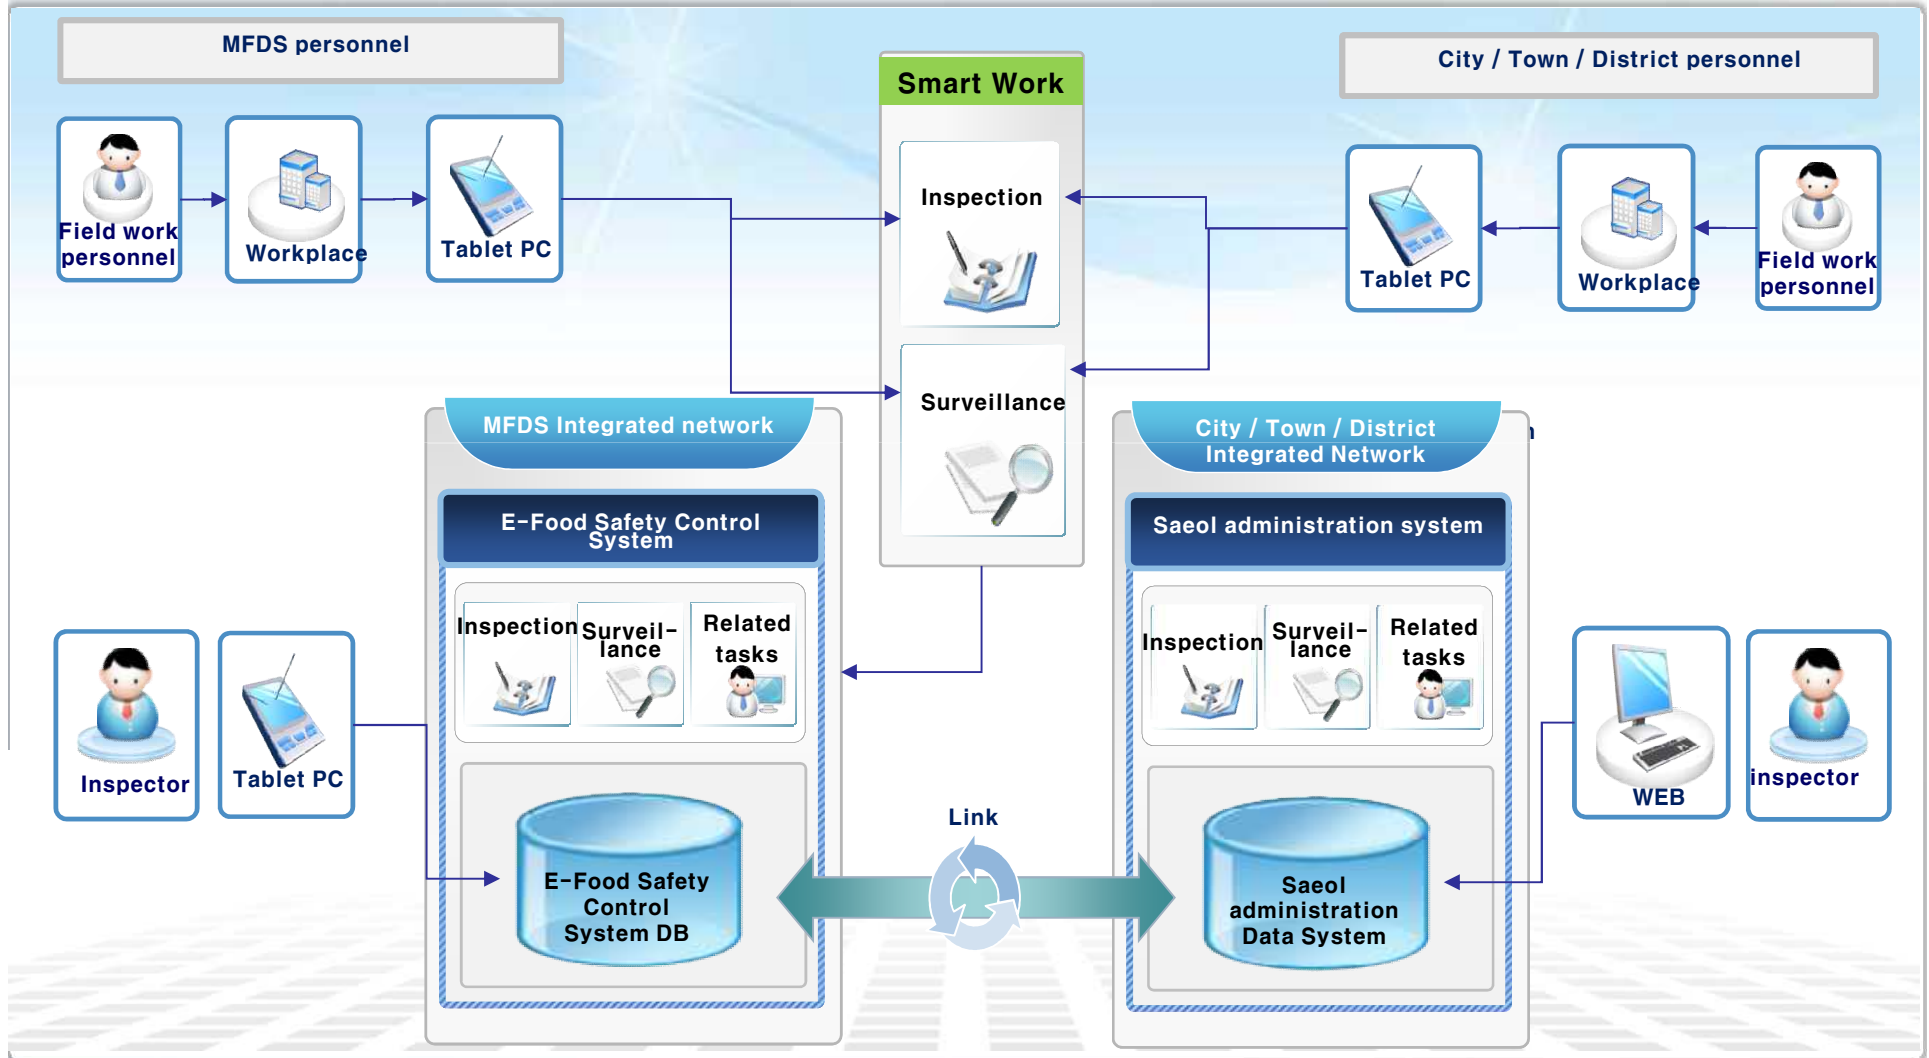 MFDS personnel
City / Town / District personnel
Smart Work
Field work
personnel
Workplace
Tablet PC
Inspection
Tablet PC
Workplace
Field work
personnel
Surveillance
MFDS Integrated network
City / Town / District
Integrated Network
n
E-Food Safety Control
System
Saeol administration system
Inspection
Surveil-
lance
Related
tasks
Inspection
Surveil-
lance
Related
tasks
Inspector
Tablet PC
WEB
inspector
Link
E-Food Safety
Control
System DB
Saeol
administration
Data System